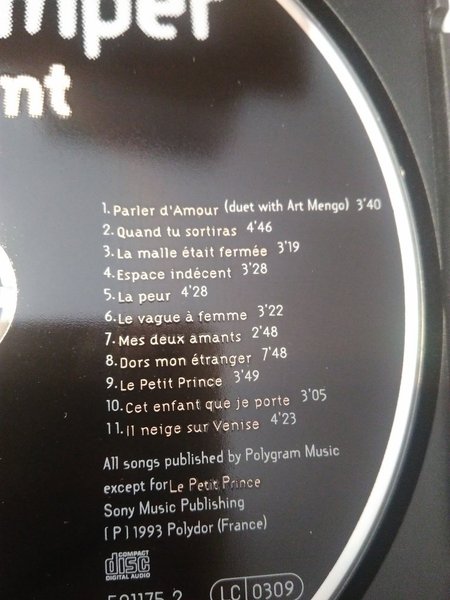 mper
nt
1. Parler d'Amour (duet with Art Mengo) 3'40
2. Quand tu sortiras 4'46
3. La malle était fermée 3'19
4. Espace indécent 3'28
5. La peur 4'28
6. Le vague à femme 3'22
7. Mes deux amants 2'48
8. Dors mon étranger 7'48
9. Le Petit Prince 3'49
10. Cet enfant que je porte 3'05
11. Il neige sur Venise 4'23
All songs published by Polygram Music
except for Le Petit Prince
Sony Music Publishing
[P] 1993 Polydor (France)
COMPACT
disc
DIGITAL AUDIO
LC 0309